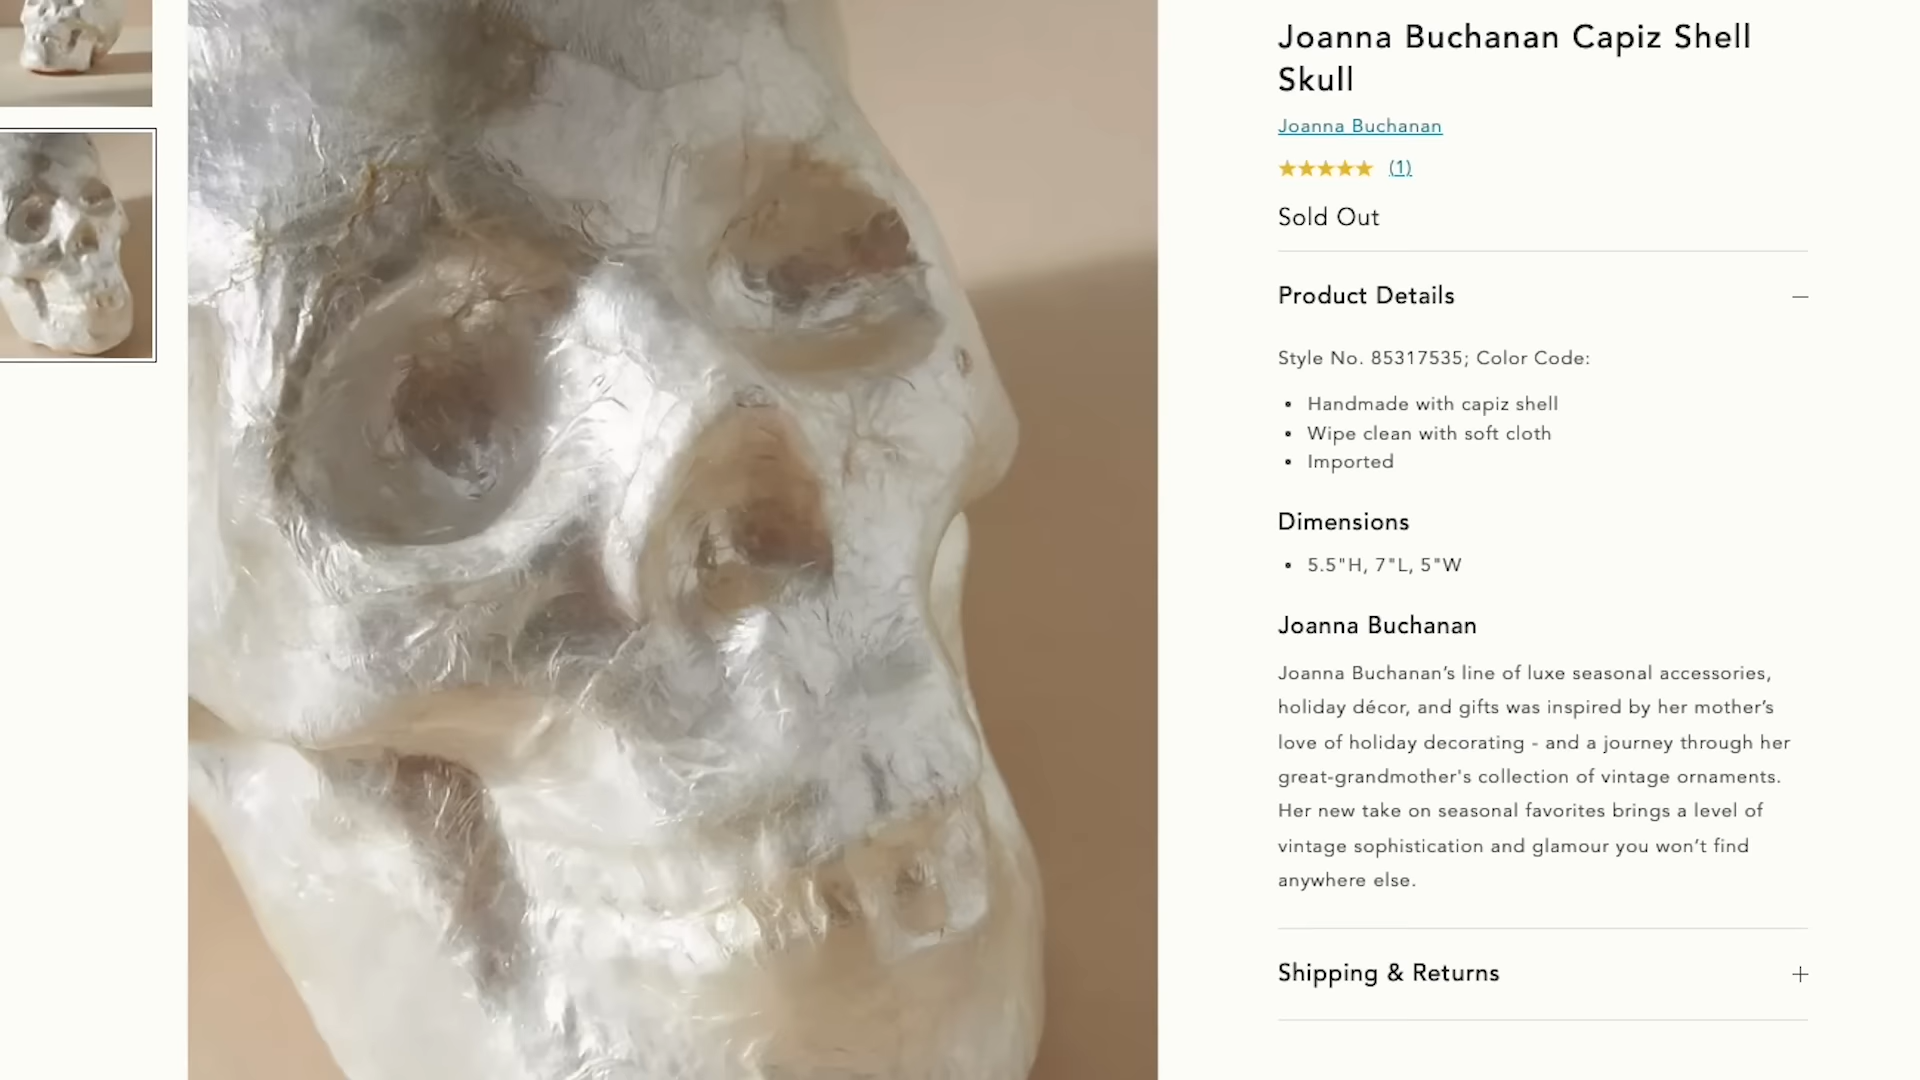 Joanna Buchanan Capiz Shell
Skull
Joanna Buchanan
(1)
Sold Out
Product Details
Style No. 85317535; Color Code:
Handmade with capiz shell
Wipe clean with soft cloth
Imported
Dimensions
5.5"H, 7"L, 5"W
Joanna Buchanan
Joanna Buchanan’s line of luxe seasonal accessories,
holiday décor, and gifts was inspired by her mother’s
love of holiday decorating - and a journey through her
great-grandmother's collection of vintage ornaments.
Her new take on seasonal favorites brings a level of
vintage sophistication and glamour you won’t find
anywhere else.
Shipping & Returns